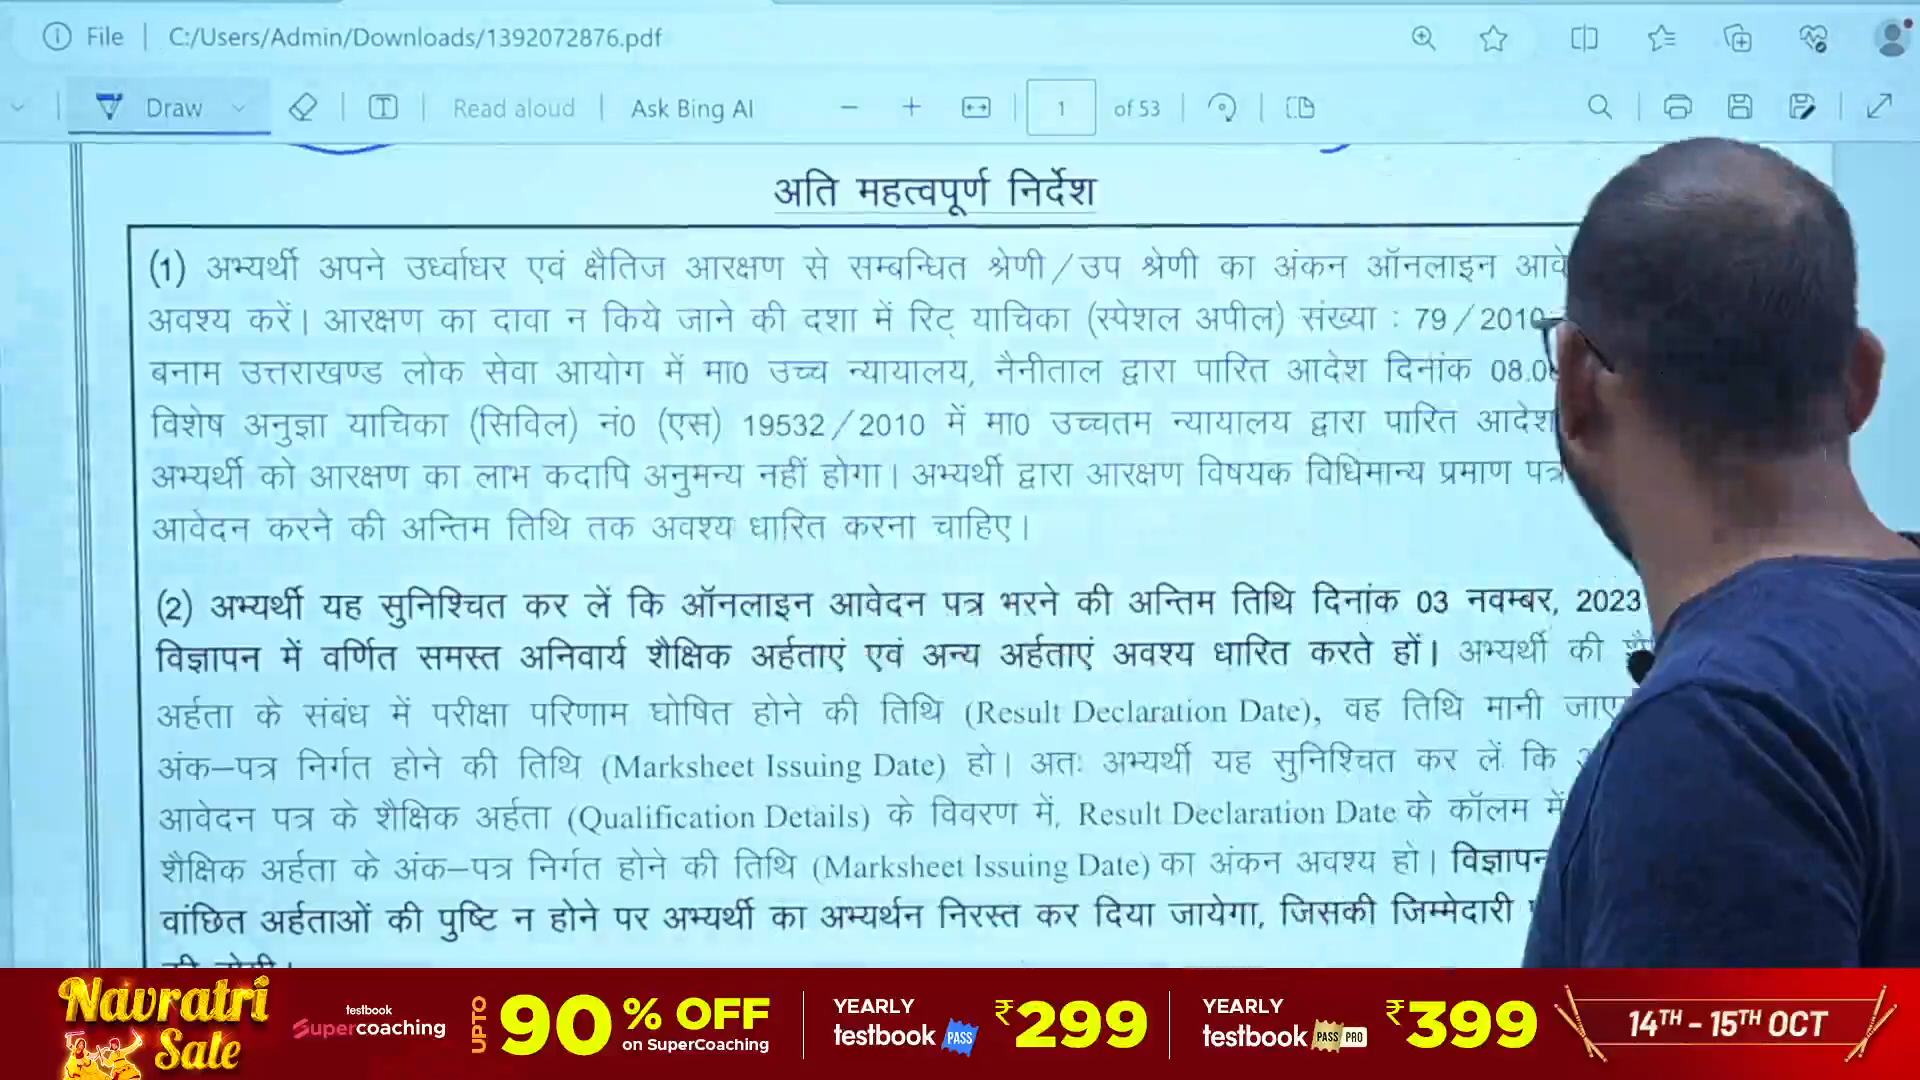 File | C:/Users/Admin/Downloads/1392072876.pdf
Draw | Read aloud | Ask Bing AI 1 of 53
अति महत्वपूर्ण निर्देश
(1) अभ्यर्थी अपने उर्ध्वाधर एवं क्षैतिज आरक्षण से सम्बन्धित श्रेणी/उप श्रेणी का अंकन ऑनलाइन
अवश्य करें। आरक्षण का दावा न किये जाने की दशा में रिट् याचिका (स्पेशल अपील) संख्या : 79/2010
बनाम उत्तराखण्ड लोक सेवा आयोग में मा0 उच्च न्यायालय, नैनीताल द्वारा पारित आदेश दिनांक
विशेष अनुज्ञा याचिका (सिविल) नं0 (एस) 19532/2010 में मा0 उच्चतम न्यायालय द्वारा पारित आदेश
अभ्यर्थी को आरक्षण का लाभ कदापि अनुमन्य नहीं होगा। अभ्यर्थी द्वारा आरक्षण विषयक विधिमान्य प्रमाण पत्र
आवेदन करने की अन्तिम तिथि तक अवश्य धारित करना चाहिए।
(2) अभ्यर्थी यह सुनिश्चित कर लें कि ऑनलाइन आवेदन पत्र भरने की अन्तिम तिथि दिनांक 03 नवम्बर, 2023
विज्ञापन में वर्णित समस्त अनिवार्य शैक्षिक अर्हताएं एवं अन्य अर्हताएं अवश्य धारित करते हों। अभ्यर्थी की
अर्हता के संबंध में परीक्षा परिणाम घोषित होने की तिथि (Result Declaration Date), वह तिथि मानी
अंक–पत्र निर्गत होने की तिथि (Marksheet Issuing Date) हो। अतः अभ्यर्थी यह सुनिश्चित कर लें कि
आवेदन पत्र के शैक्षिक अर्हता (Qualification Details) के विवरण में, Result Declaration Date के कॉलम में
शैक्षिक अर्हता के अंक–पत्र निर्गत होने की तिथि (Marksheet Issuing Date) का अंकन अवश्य हो। विज्ञापन
वांछित अर्हताओं की पुष्टि न होने पर अभ्यर्थी का अभ्यर्थन निरस्त कर दिया जायेगा, जिसकी जिम्मेदारी
Navratri Sale
testbook Supercoaching
UPTO 90% OFF on SuperCoaching
YEARLY testbook PASS ₹299
YEARLY testbook PASS PRO ₹399
14TH - 15TH OCT